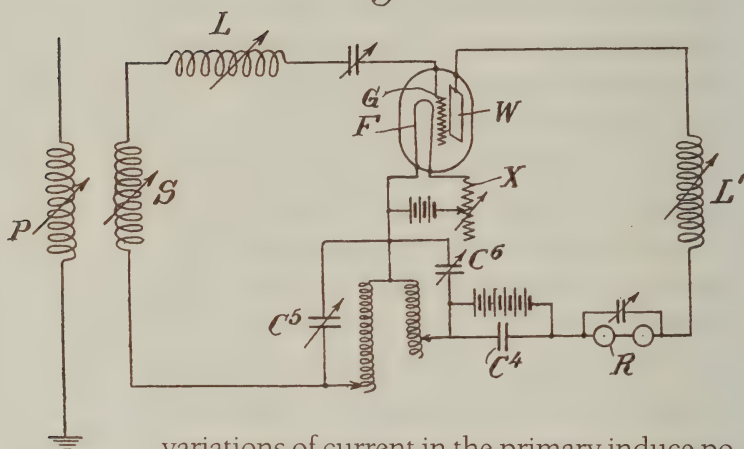 L
G
F
W
X
P
S
L'
C⁶
C⁵
C⁴
R
variations of current in the primary induce po